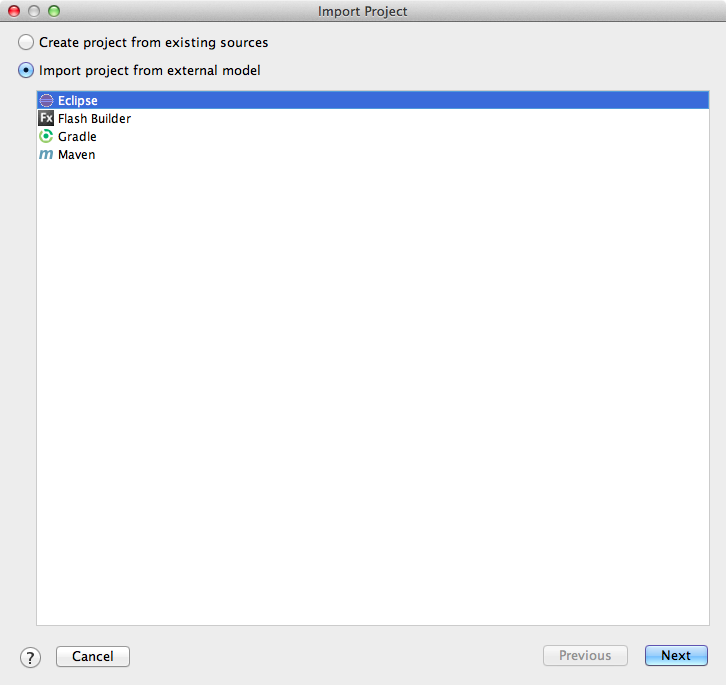 Import Project
Create project from existing sources
Import project from external model
Eclipse
Fx Flash Builder
Gradle
m Maven
? Cancel Previous Next